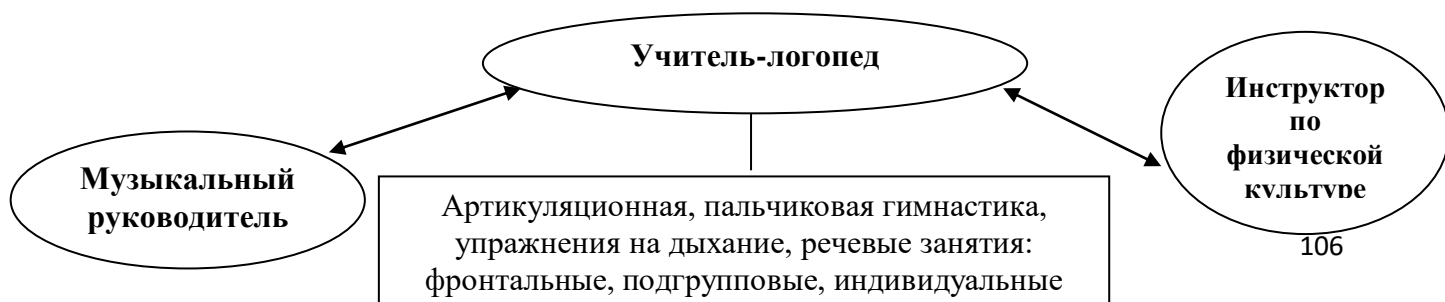 Учитель-логопед
Инструктор
по
физической
культуре
Музыкальный
руководитель
Артикуляционная, пальчиковая гимнастика,
упражнения на дыхание, речевые занятия:
фронтальные, подгрупповые, индивидуальные
106